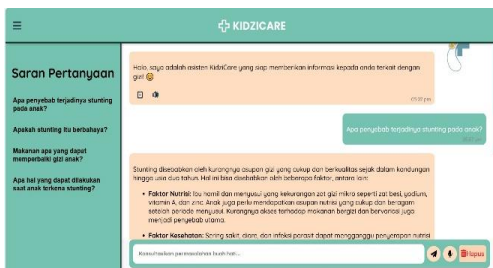 KIDZICARE
Saran Pertanyaan
Apa penyebab terjadinya stunting
pada anak?
Apakah stunting itu berbahaya?
Makanan apa yang dapat
memperbaiki gizi anak?
Apa hal yang dapat dilakukan
saat anak terkena stunting?
Halo, saya adalah asisten KidziCare yang siap memberikan informasi kepada anda terkait dengan
gizi!
Apa penyebab terjadinya stunting pada anak?
Stunting disebabkan oleh kurangnya asupan gizi yang cukup dan berkualitas sejak dalam kandungan
hingga usia dua tahun. Hal ini bisa disebabkan oleh beberapa faktor, antara lain:
• Faktor Nutrisi: Ibu hamil dan menyusui yang kekurangan zat gizi mikro seperti zat besi, yodium,
vitamin A, dan zinc. Anak juga perlu mendapatkan asupan nutrisi yang cukup dan beragam
setelah periode menyusui. Kurangnya akses terhadap makanan bergizi dan bervariasi juga
menjadi penyebab utama.
• Faktor Kesehatan: Sering sakit, diare, dan infeksi parasit dapat mengganggu penyerapan nutrisi
Konsultasikan permasalahan buah hati...
Hapus